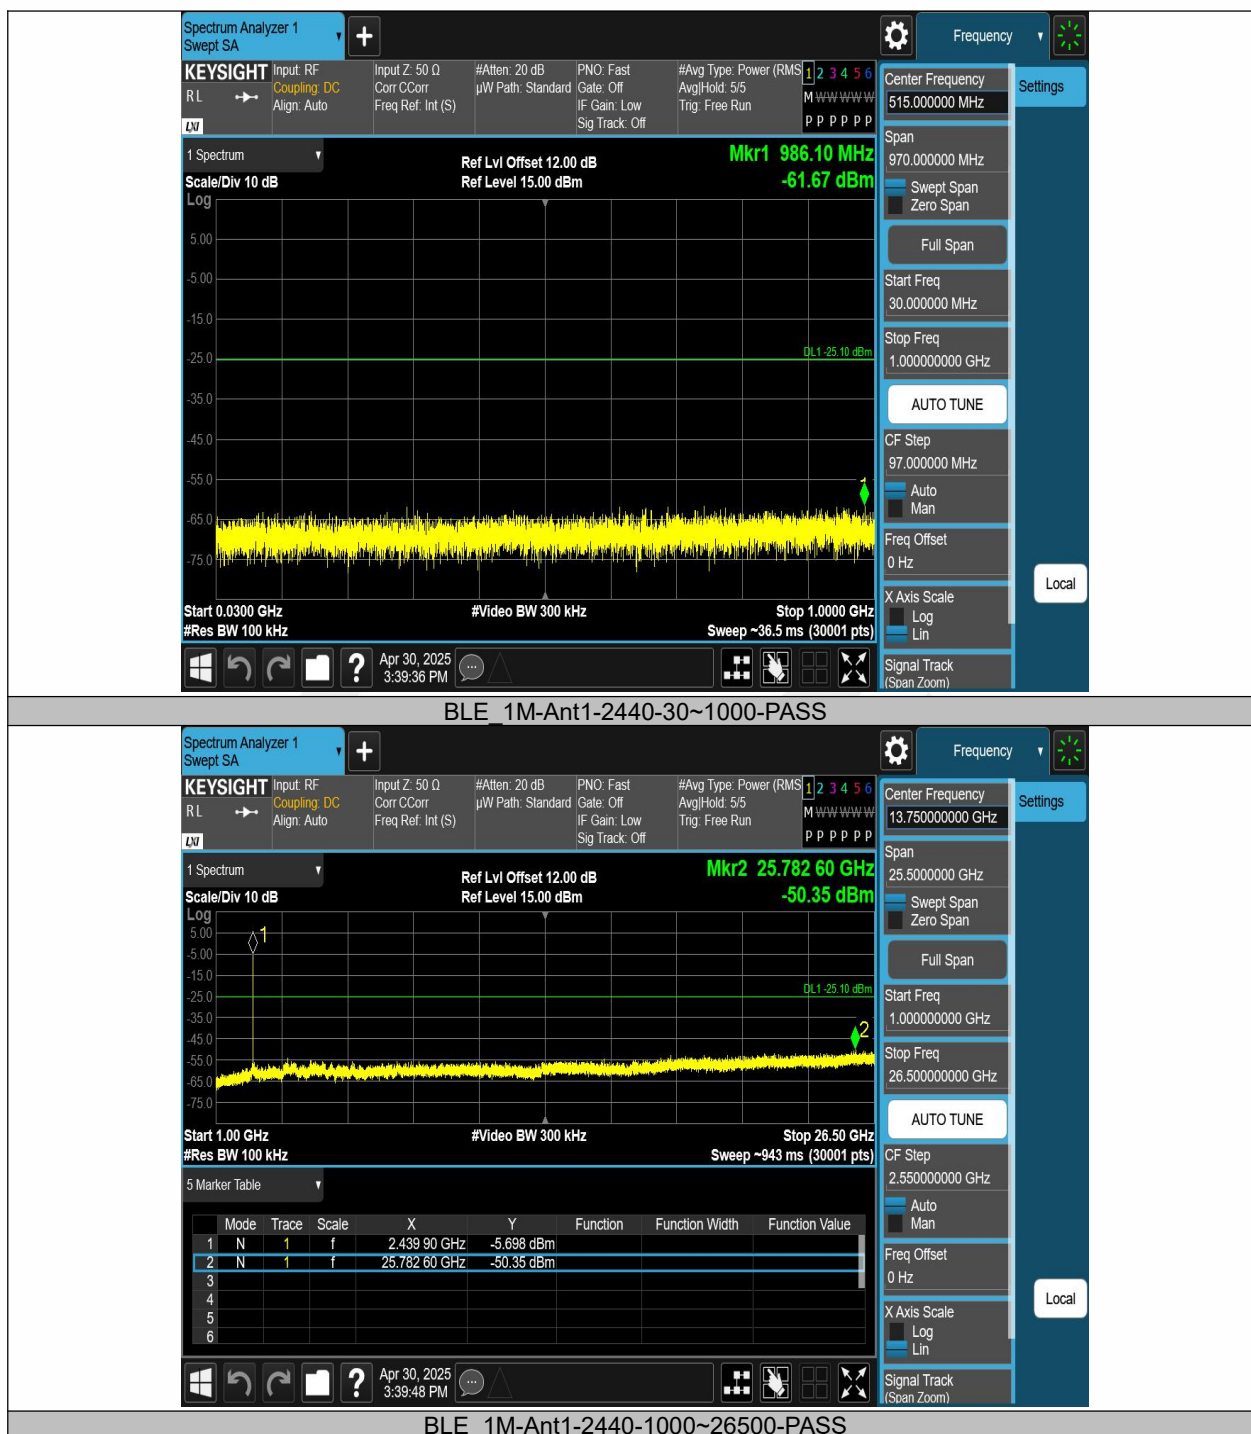 Spectrum Analyzer 1
Swept SA
Frequency
KEYSIGHT
RL
LXI
Input: RF
Coupling: DC
Align: Auto
Input Z: 50 Ω
Corr CCorr
Freq Ref: Int (S)
#Atten: 20 dB
µW Path: Standard
PNO: Fast
Gate: Off
IF Gain: Low
Sig Track: Off
#Avg Type: Power (RMS
Avg|Hold: 5/5
Trig: Free Run
1 2 3 4 5 6
M W W W W W
P P P P P P
1 Spectrum
Scale/Div 10 dB
Ref Lvl Offset 12.00 dB
Ref Level 15.00 dBm
Mkr1 986.10 MHz
-61.67 dBm
Log
5.00
-5.00
-15.0
-25.0
DL1 -25.10 dBm
-35.0
-45.0
-55.0
1
-65.0
-75.0
Start 0.0300 GHz
#Video BW 300 kHz
Stop 1.0000 GHz
#Res BW 100 kHz
Sweep ~36.5 ms (30001 pts)
Apr 30, 2025
3:39:36 PM
Center Frequency
515.000000 MHz
Span
970.000000 MHz
Swept Span
Zero Span
Full Span
Start Freq
30.000000 MHz
Stop Freq
1.000000000 GHz
AUTO TUNE
CF Step
97.000000 MHz
Auto
Man
Freq Offset
0 Hz
X Axis Scale
Log
Lin
Signal Track
(Span Zoom)
Settings
Local
BLE_1M-Ant1-2440-30~1000-PASS
Spectrum Analyzer 1
Swept SA
Frequency
KEYSIGHT
RL
LXI
Input: RF
Coupling: DC
Align: Auto
Input Z: 50 Ω
Corr CCorr
Freq Ref: Int (S)
#Atten: 20 dB
µW Path: Standard
PNO: Fast
Gate: Off
IF Gain: Low
Sig Track: Off
#Avg Type: Power (RMS
Avg|Hold: 5/5
Trig: Free Run
1 2 3 4 5 6
M W W W W W
P P P P P P
1 Spectrum
Scale/Div 10 dB
Ref Lvl Offset 12.00 dB
Ref Level 15.00 dBm
Mkr2 25.782 60 GHz
-50.35 dBm
Log
5.00
1
-5.00
-15.0
-25.0
DL1 -25.10 dBm
-35.0
2
-45.0
-55.0
-65.0
-75.0
Start 1.00 GHz
#Video BW 300 kHz
Stop 26.50 GHz
#Res BW 100 kHz
Sweep ~943 ms (30001 pts)
5 Marker Table
Mode Trace Scale X Y Function Function Width Function Value
1 N 1 f 2.439 90 GHz -5.698 dBm
2 N 1 f 25.782 60 GHz -50.35 dBm
3
4
5
6
Apr 30, 2025
3:39:48 PM
Center Frequency
13.750000000 GHz
Span
25.5000000 GHz
Swept Span
Zero Span
Full Span
Start Freq
1.000000000 GHz
Stop Freq
26.500000000 GHz
AUTO TUNE
CF Step
2.550000000 GHz
Auto
Man
Freq Offset
0 Hz
X Axis Scale
Log
Lin
Signal Track
(Span Zoom)
Settings
Local
BLE_1M-Ant1-2440-1000~26500-PASS